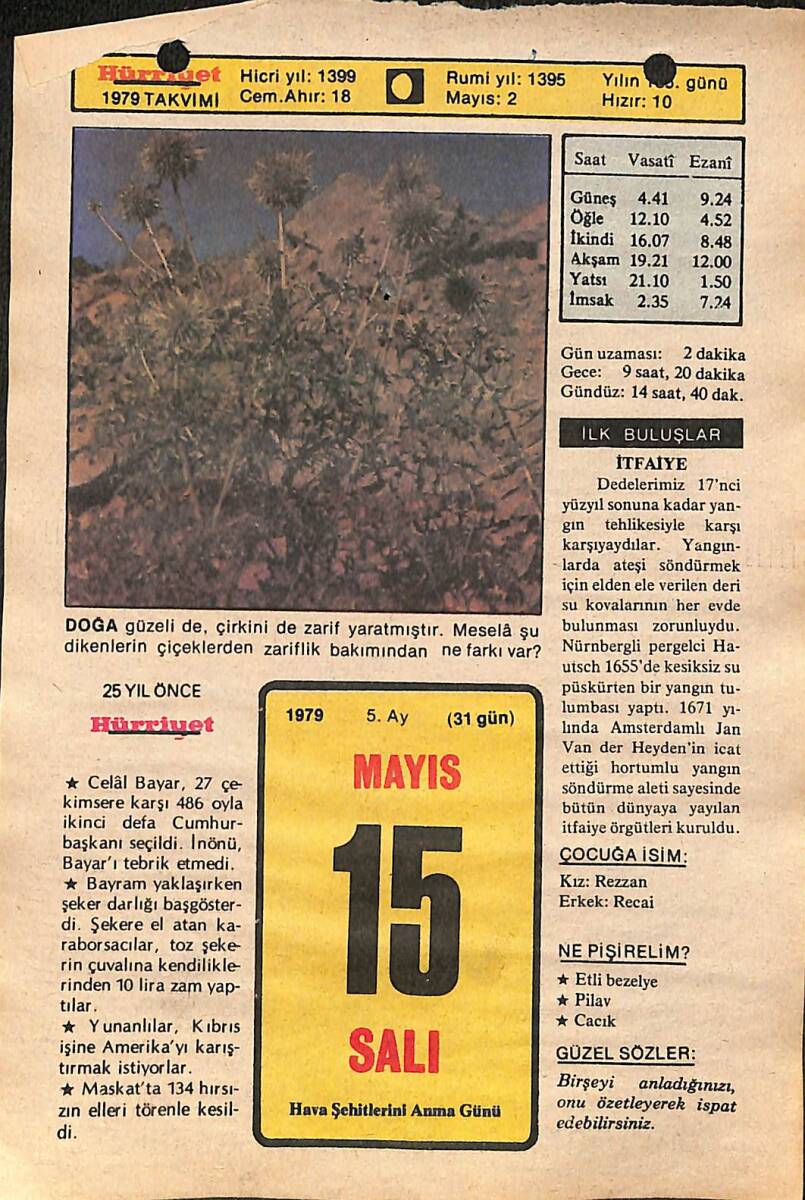 Hürriyet
1979 TAKVİMİ
Hicri yıl: 1399
Cem.Ahır: 18
Rumi yıl: 1395
Mayıs: 2
Yılın günü
Hızır: 10
Saat Vasatî Ezanî
Güneş 4.41 9.24
Öğle 12.10 4.52
İkindi 16.07 8.48
Akşam 19.21 12.00
Yatsı 21.10 1.50
İmsak 2.35 7.24
Gün uzaması: 2 dakika
Gece: 9 saat, 20 dakika
Gündüz: 14 saat, 40 dak.
İLK BULUŞLAR
İTFAİYE
Dedelerimiz 17'nci
yüzyıl sonuna kadar yan-
gın tehlikesiyle karşı
karşıyaydılar. Yangın-
larda ateşi söndürmek
için elden ele verilen deri
su kovalarının her evde
bulunması zorunluydu.
Nürnbergli pergelci Ha-
utsch 1655'de kesiksiz su
püskürten bir yangın tu-
lumbası yaptı. 1671 yı-
lında Amsterdamlı Jan
Van der Heyden'in icat
ettiği hortumlu yangın
söndürme aleti sayesinde
bütün dünyaya yayılan
itfaiye örgütleri kuruldu.
ÇOCUĞA İSİM:
Kız: Rezzan
Erkek: Recai
NE PİŞİRELİM?
★ Etli bezelye
★ Pilav
★ Cacık
GÜZEL SÖZLER:
Birşeyi anladığınızı,
onu özetleyerek ispat
edebilirsiniz.
DOĞA güzeli de, çirkini de zarif yaratmıştır. Meselâ şu
dikenlerin çiçeklerden zariflik bakımından ne farkı var?
25 YIL ÖNCE
Hürriyet
★ Celâl Bayar, 27 çe-
kimsere karşı 486 oyla
ikinci defa Cumhur-
başkanı seçildi. İnönü,
Bayar'ı tebrik etmedi.
★ Bayram yaklaşırken
şeker darlığı başgöster-
di. Şekere el atan ka-
raborsacılar, toz şeke-
rin çuvalına kendilikle-
rinden 10 lira zam yap-
tılar.
★ Yunanlılar, Kıbrıs
işine Amerika'yı karış-
tırmak istiyorlar.
★ Maskat'ta 134 hırsı-
zın elleri törenle kesil-
di.
1979 5. Ay (31 gün)
MAYIS
15
SALI
Hava Şehitlerini Anma Günü